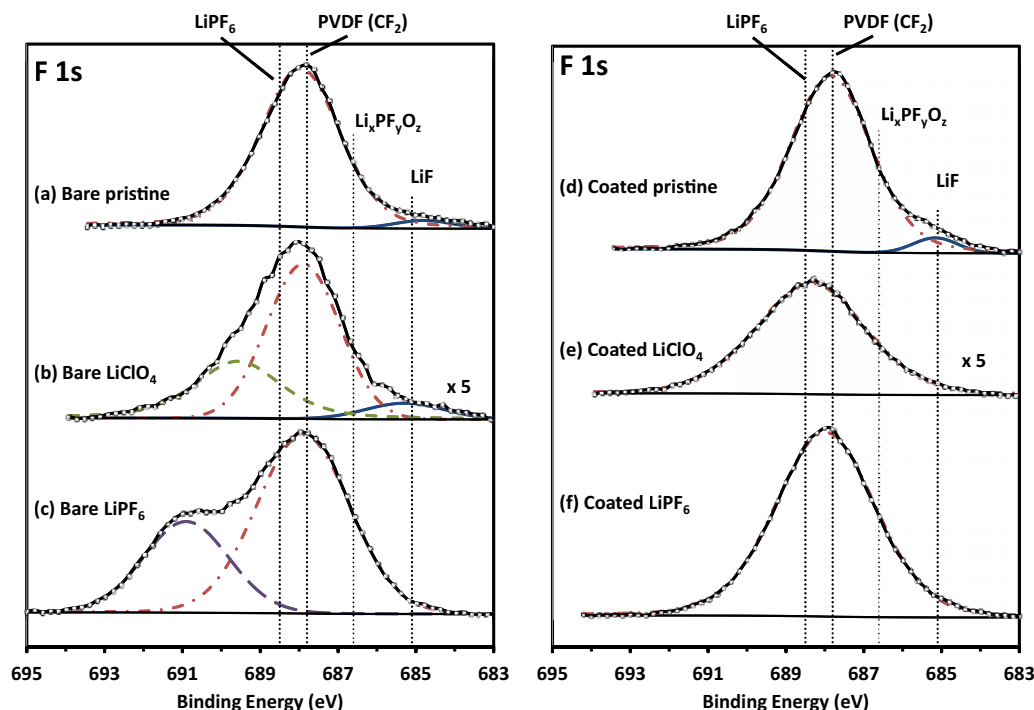 LiPF₆ PVDF (CF₂)
F 1s
LiₓPFᵧO_z
LiF
(a) Bare pristine
(b) Bare LiClO₄
x 5
(c) Bare LiPF₆
695 693 691 689 687 685 683
Binding Energy (eV)
LiPF₆ PVDF (CF₂)
F 1s
LiₓPFᵧO_z
LiF
(d) Coated pristine
(e) Coated LiClO₄
x 5
(f) Coated LiPF₆
695 693 691 689 687 685 683
Binding Energy (eV)